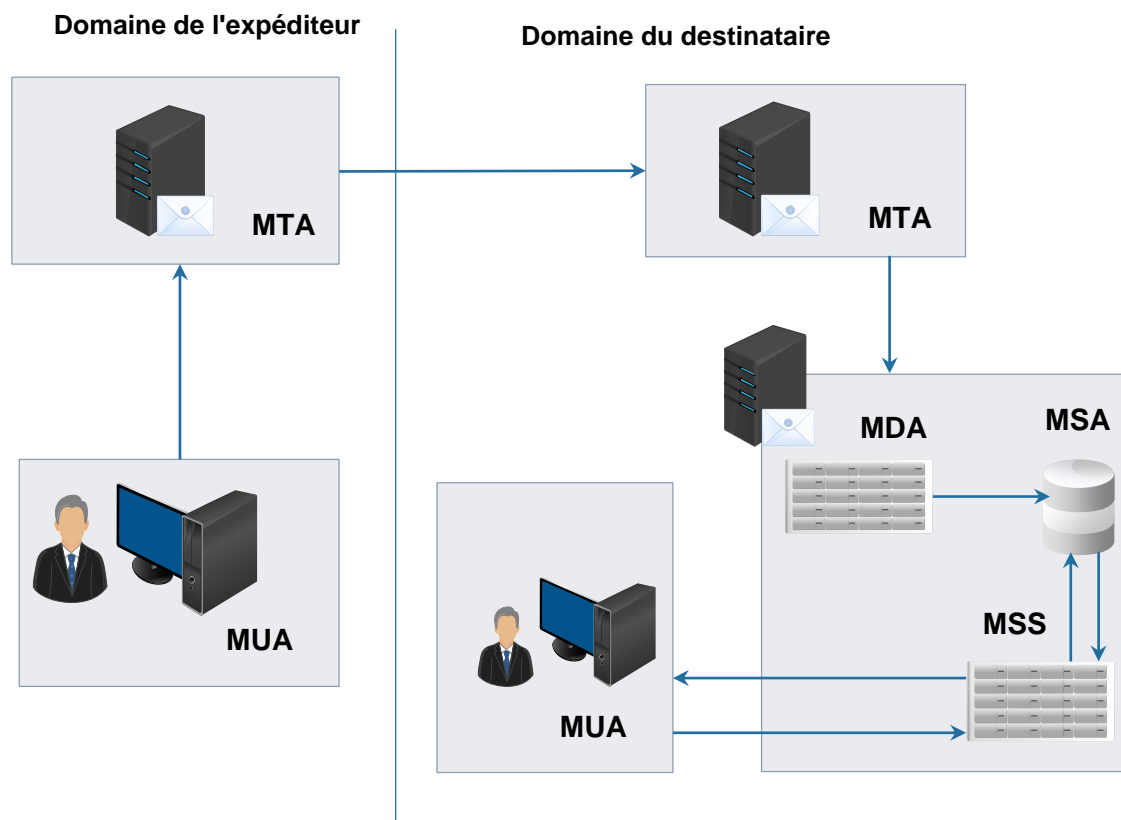 Domaine de l'expéditeur
Domaine du destinataire
MTA
MTA
MDA
MSA
MUA
MSS
MUA